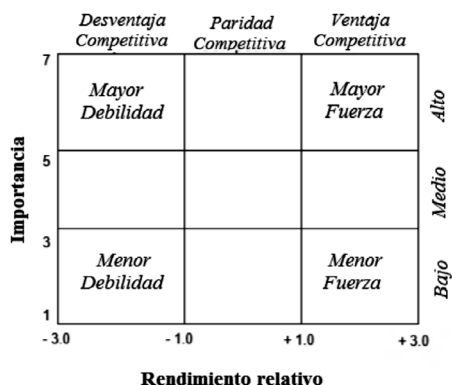 Desventaja Competitiva
Paridad Competitiva
Ventaja Competitiva
7
Mayor Debilidad
Mayor Fuerza
Alto
Importancia
5
Medio
3
Menor Debilidad
Menor Fuerza
Bajo
1
- 3.0
- 1.0
+ 1.0
+ 3.0
Rendimiento relativo